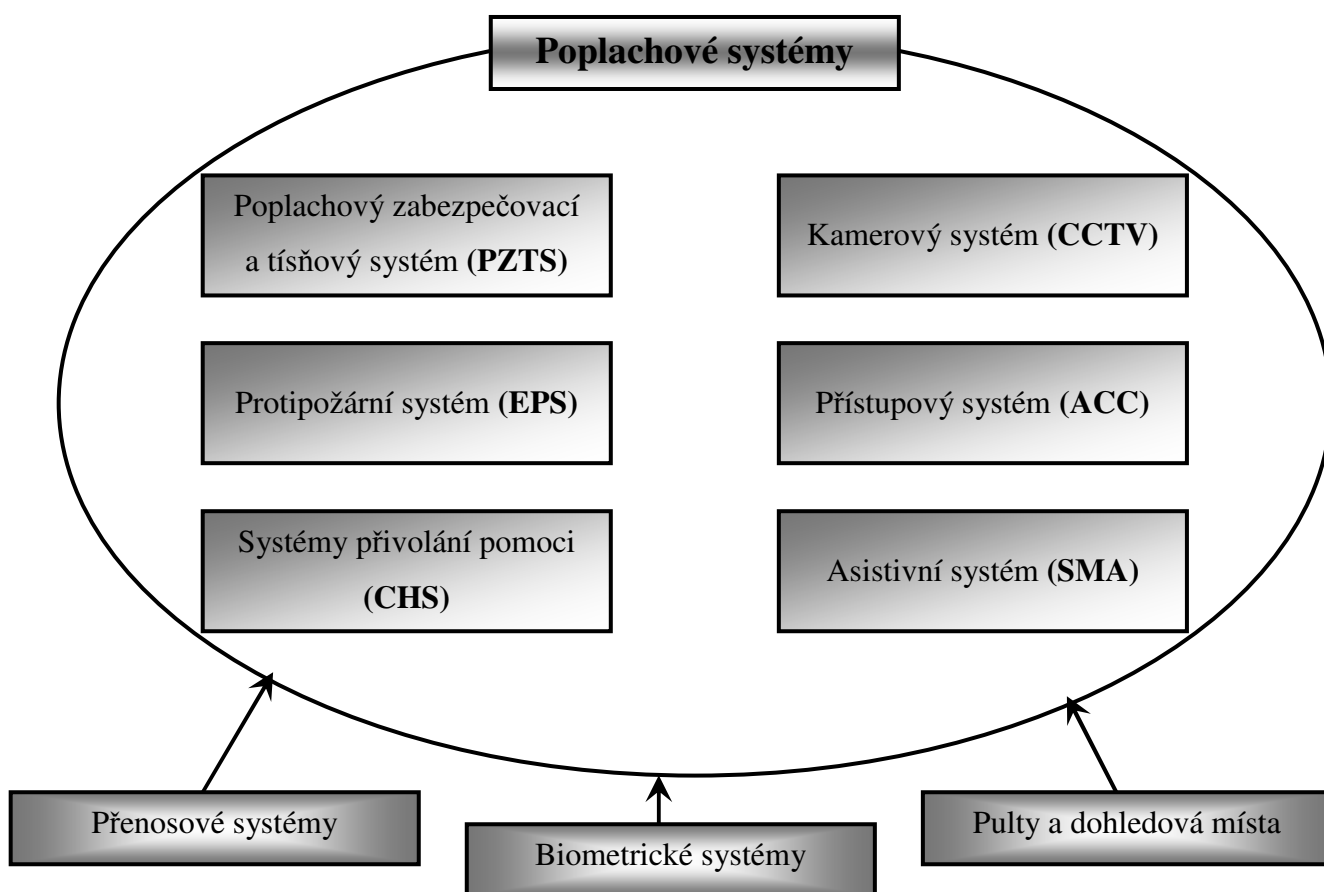 Poplachové systémy
Poplachový zabezpečovací
a tísňový systém (PZTS)
Kamerový systém (CCTV)
Protipožární systém (EPS)
Přístupový systém (ACC)
Systémy přivolání pomoci
(CHS)
Asistivní systém (SMA)
Přenosové systémy
Biometrické systémy
Pulty a dohledová místa